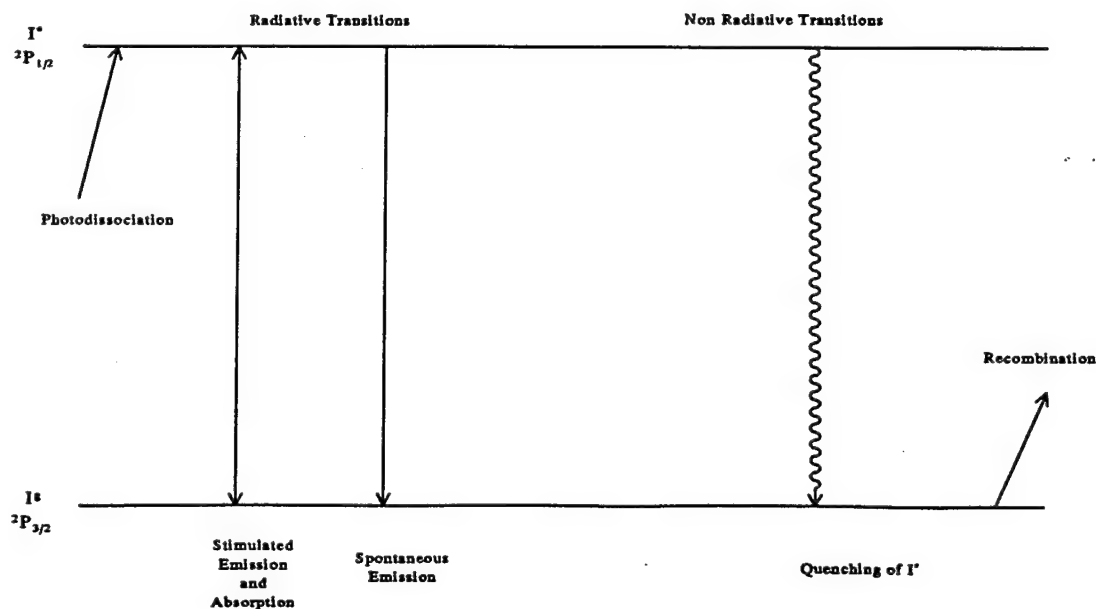 Radiative Transitions
Non Radiative Transitions
I*
²P₁/₂
Photodissociation
Recombination
Iᵍ
²P₃/₂
Stimulated
Emission
and
Absorption
Spontaneous
Emission
Quenching of I*